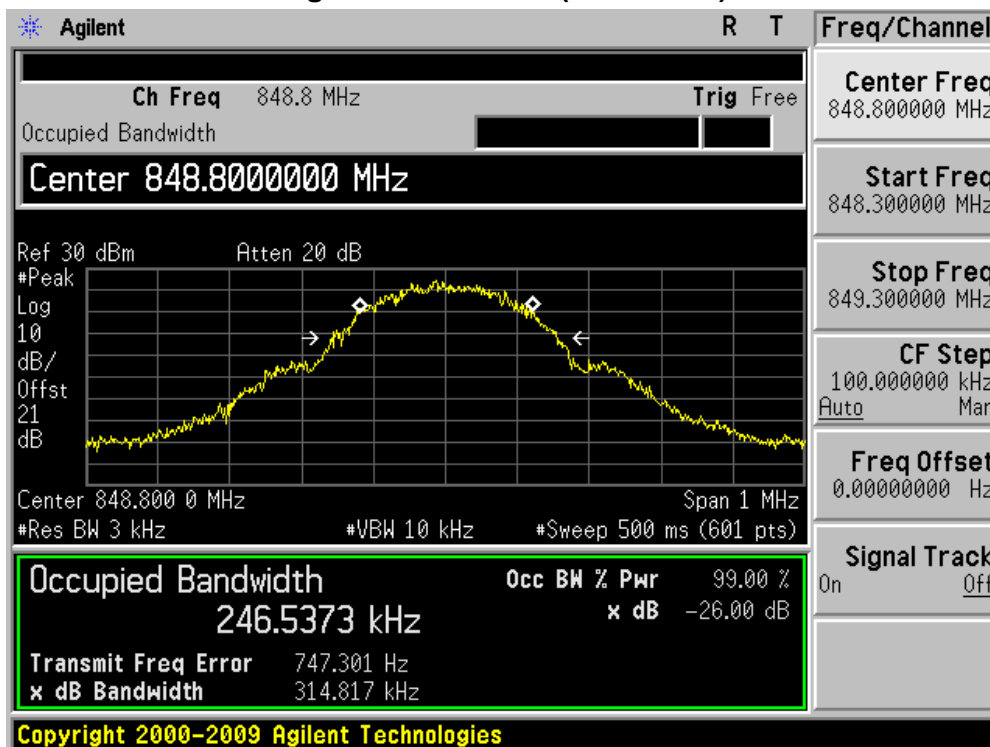 Agilent R T Freq/Channel
Ch Freq 848.8 MHz Trig Free
Occupied Bandwidth
Center 848.8000000 MHz
Ref 30 dBm Atten 20 dB
#Peak
Log
10
dB/
Offst
21
dB
Center 848.800 0 MHz Span 1 MHz
#Res BW 3 kHz #VBW 10 kHz #Sweep 500 ms (601 pts)
Occupied Bandwidth
246.5373 kHz
Occ BW % Pwr 99.00 %
x dB -26.00 dB
Transmit Freq Error 747.301 Hz
x dB Bandwidth 314.817 kHz
Copyright 2000-2009 Agilent Technologies
Center Freq
848.800000 MHz
Start Freq
848.300000 MHz
Stop Freq
849.300000 MHz
CF Step
100.000000 kHz
Auto Man
Freq Offset
0.00000000 Hz
Signal Track
On Off